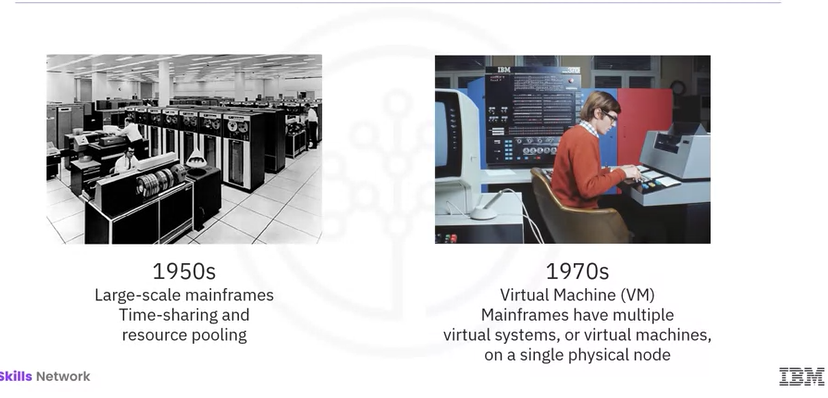 IBM
1950s
Large-scale mainframes
Time-sharing and
resource pooling
1970s
Virtual Machine (VM)
Mainframes have multiple
virtual systems, or virtual machines,
on a single physical node
Skills Network
IBM